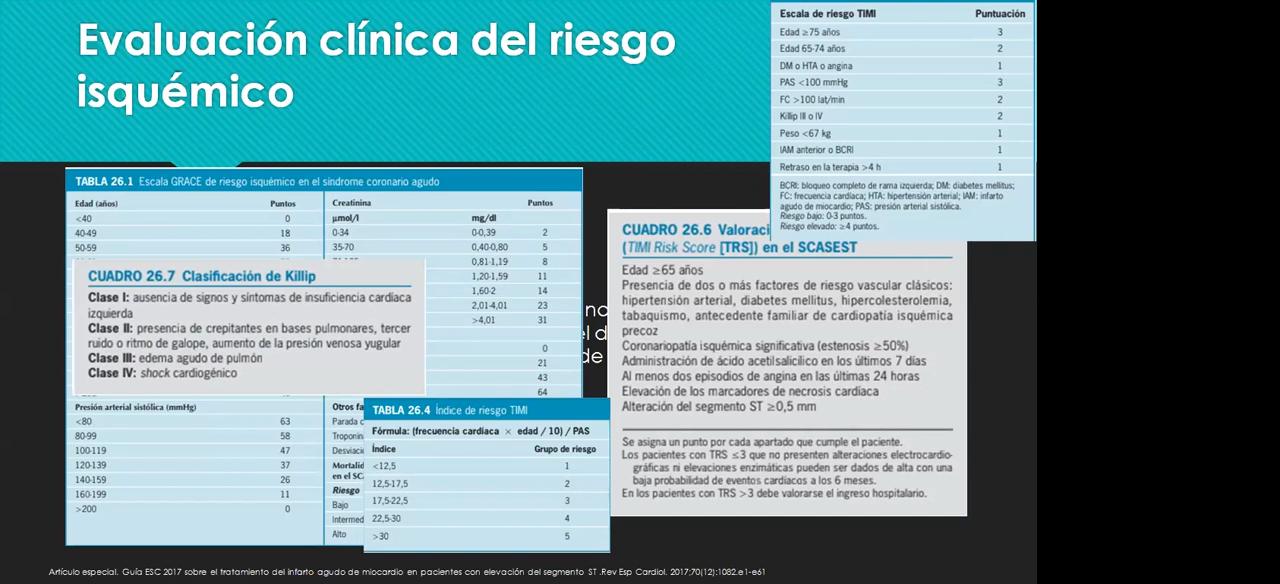 Evaluación clínica del riesgo
isquémico
Escala de riesgo TIMI Puntuación
Edad ≥75 años 3
Edad 65-74 años 2
DM o HTA o angina 1
PAS <100 mmHg 3
FC >100 lat/min 2
Killip III o IV 2
Peso <67 kg 1
IAM anterior o BCRI 1
Retraso en la terapia >4 h 1
BCRI: bloqueo completo de rama izquierda; DM: diabetes mellitus;
FC: frecuencia cardíaca; HTA: hipertensión arterial; IAM: infarto
agudo de miocardio; PAS: presión arterial sistólica.
Riesgo bajo: 0-3 puntos.
Riesgo elevado: ≥4 puntos.
TABLA 26.1 Escala GRACE de riesgo isquémico en el síndrome coronario agudo
Edad (años) Puntos Creatinina Puntos
µmol/l mg/dl
<40 0 0-34 0-0,39 2
40-49 18 35-70 0,40-0,80 5
50-59 36 0,81-1,19 8
1,20-1,59 11
1,60-2 14
2,01-4,01 23
>4,01 31
0
21
43
64
CUADRO 26.7 Clasificación de Killip
Clase I: ausencia de signos y síntomas de insuficiencia cardíaca
izquierda
Clase II: presencia de crepitantes en bases pulmonares, tercer
ruido o ritmo de galope, aumento de la presión venosa yugular
Clase III: edema agudo de pulmón
Clase IV: shock cardiogénico
no
el d
de
Presión arterial sistólica (mmHg)
<80 63
80-99 58
100-119 47
120-139 37
140-159 26
160-199 11
>200 0
Otros fa
Parada c
Troponin
Desviaci
Mortalid
en el SC
Riesgo
Bajo
Intermed
Alto
TABLA 26.4 Índice de riesgo TIMI
Fórmula: (frecuencia cardíaca × edad / 10) / PAS
Índice Grupo de riesgo
<12,5 1
12,5-17,5 2
17,5-22,5 3
22,5-30 4
>30 5
CUADRO 26.6 Valoraci
(TIMI Risk Score [TRS]) en el SCASEST
Edad ≥65 años
Presencia de dos o más factores de riesgo vascular clásicos:
hipertensión arterial, diabetes mellitus, hipercolesterolemia,
tabaquismo, antecedente familiar de cardiopatía isquémica
precoz
Coronariopatía isquémica significativa (estenosis ≥50%)
Administración de ácido acetilsalicílico en los últimos 7 días
Al menos dos episodios de angina en las últimas 24 horas
Elevación de los marcadores de necrosis cardíaca
Alteración del segmento ST ≥0,5 mm
Se asigna un punto por cada apartado que cumple el paciente.
Los pacientes con TRS ≤3 que no presenten alteraciones electrocardio-
gráficas ni elevaciones enzimáticas pueden ser dados de alta con una
baja probabilidad de eventos cardíacos a los 6 meses.
En los pacientes con TRS >3 debe valorarse el ingreso hospitalario.
Artículo especial. Guía ESC 2017 sobre el tratamiento del infarto agudo de miocardio en pacientes con elevación del segmento ST .Rev Esp Cardiol. 2017;70(12):1082.e1-e61